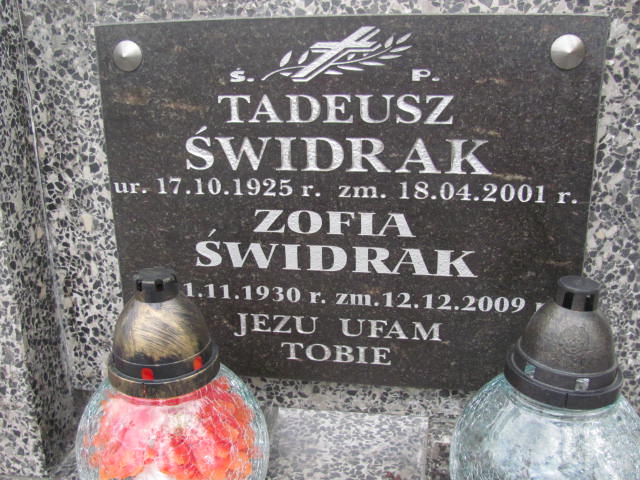 Ś. P.
TADEUSZ
ŚWIDRAK
ur. 17.10.1925 r. zm. 18.04.2001 r.
ZOFIA
ŚWIDRAK
1.11.1930 r. zm.12.12.2009 r
JEZU UFAM
TOBIE